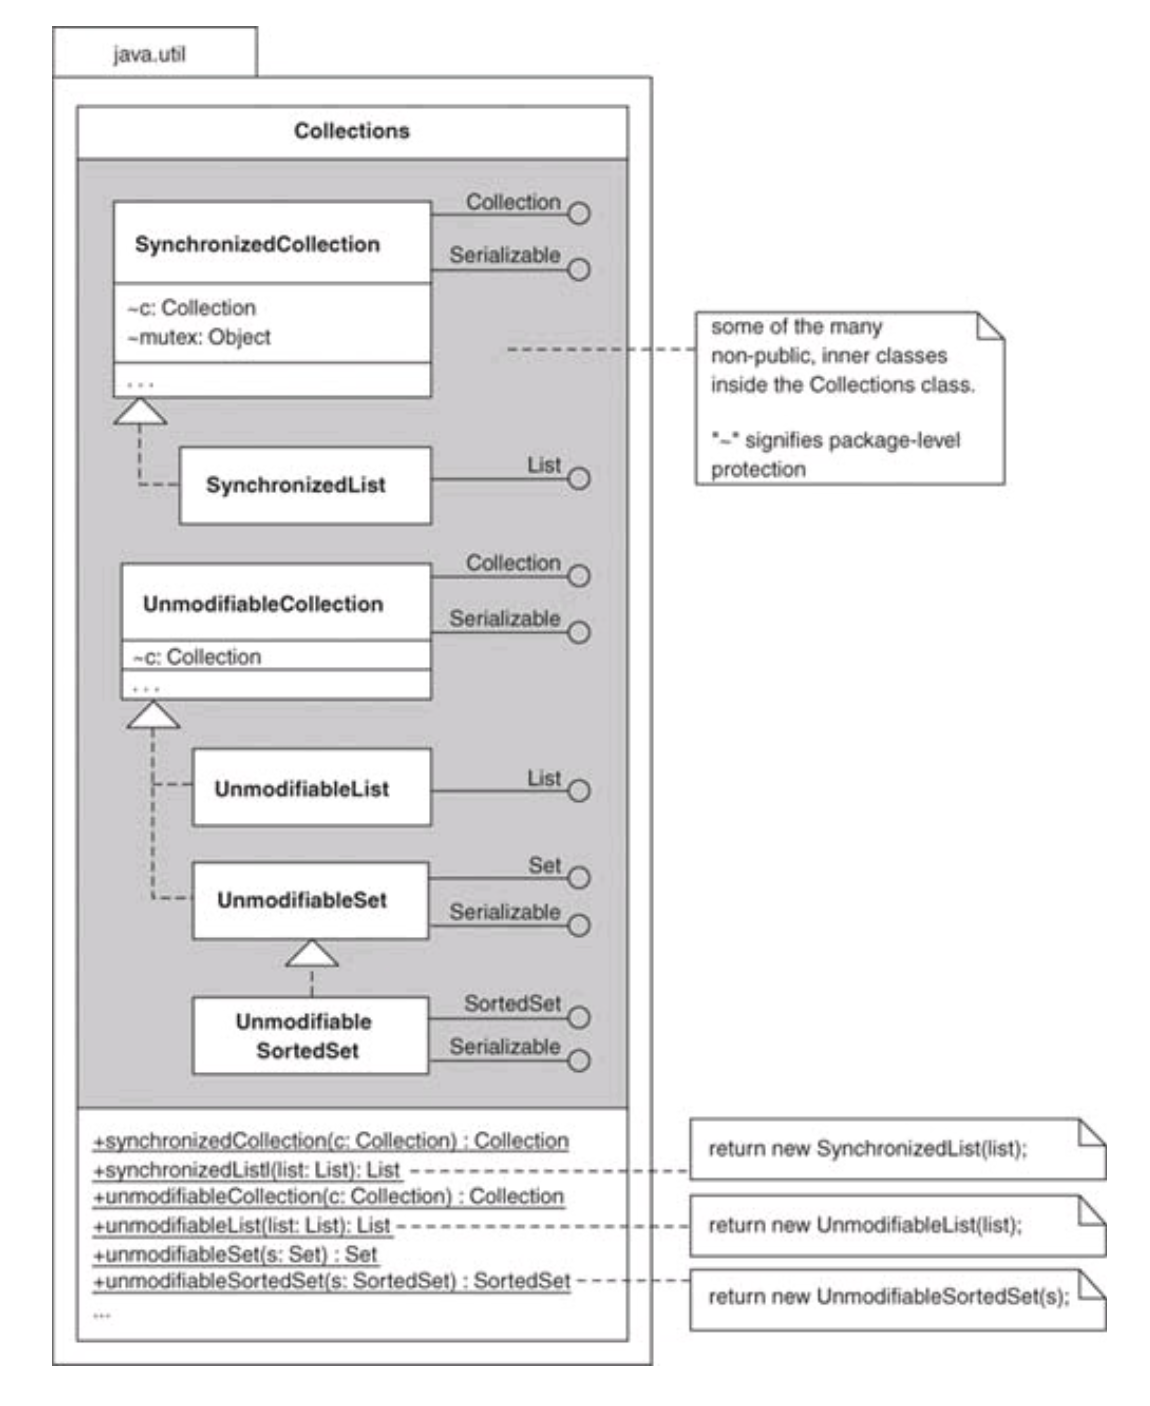 java.util
Collections
Collection
SynchronizedCollection
Serializable
~c: Collection
~mutex: Object
. . .
some of the many
non-public, inner classes
inside the Collections class.
"~" signifies package-level
protection
List
SynchronizedList
Collection
UnmodifiableCollection
Serializable
~c: Collection
. . .
List
UnmodifiableList
Set
UnmodifiableSet
Serializable
SortedSet
Unmodifiable
SortedSet
Serializable
+synchronizedCollection(c: Collection) : Collection
+synchronizedListl(list: List): List
+unmodifiableCollection(c: Collection) : Collection
+unmodifiableList(list: List): List
+unmodifiableSet(s: Set) : Set
+unmodifiableSortedSet(s: SortedSet) : SortedSet
...
return new SynchronizedList(list);
return new UnmodifiableList(list);
return new UnmodifiableSortedSet(s);